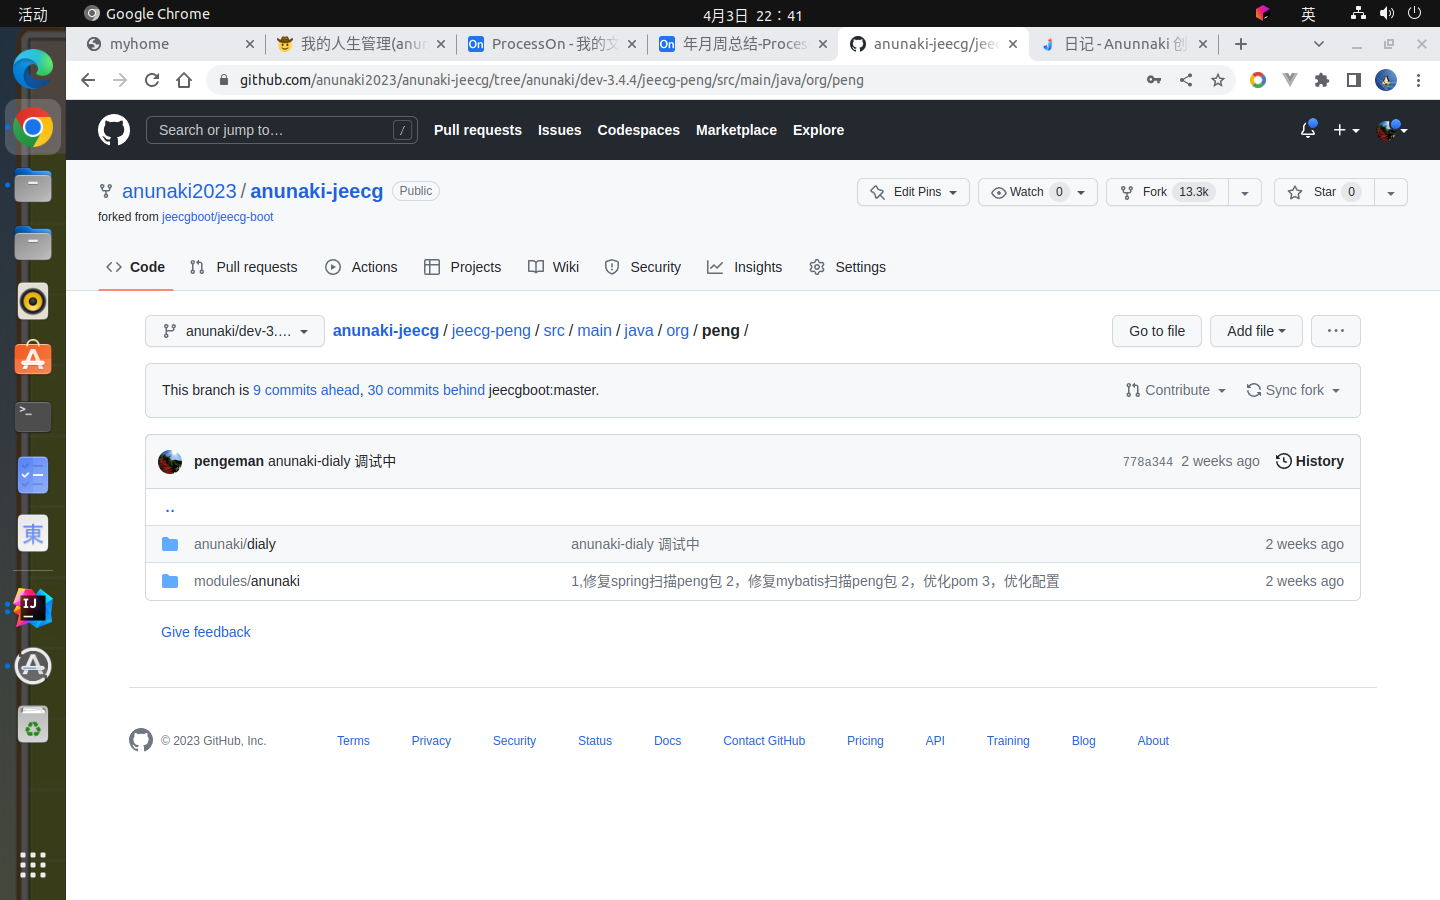 活动 Google Chrome 4月3日 22：41 英
myhome 我的人生管理(anur ProcessOn - 我的文 年月周总结-Proces anunaki-jeecg/jeec 日记 - Anunnaki 创
github.com/anunaki2023/anunaki-jeecg/tree/anunaki/dev-3.4.4/jeecg-peng/src/main/java/org/peng
Search or jump to… / Pull requests Issues Codespaces Marketplace Explore
anunaki2023 / anunaki-jeecg Public Edit Pins Watch 0 Fork 13.3k Star 0
forked from jeecgboot/jeecg-boot
Code Pull requests Actions Projects Wiki Security Insights Settings
anunaki/dev-3.… anunaki-jeecg / jeecg-peng / src / main / java / org / peng / Go to file Add file ···
This branch is 9 commits ahead, 30 commits behind jeecgboot:master. Contribute Sync fork
pengeman anunaki-dialy 调试中 778a344 2 weeks ago History
..
anunaki/dialy anunaki-dialy 调试中 2 weeks ago
modules/anunaki 1,修复spring扫描peng包 2，修复mybatis扫描peng包 2，优化pom 3，优化配置 2 weeks ago
Give feedback
© 2023 GitHub, Inc. Terms Privacy Security Status Docs Contact GitHub Pricing API Training Blog About